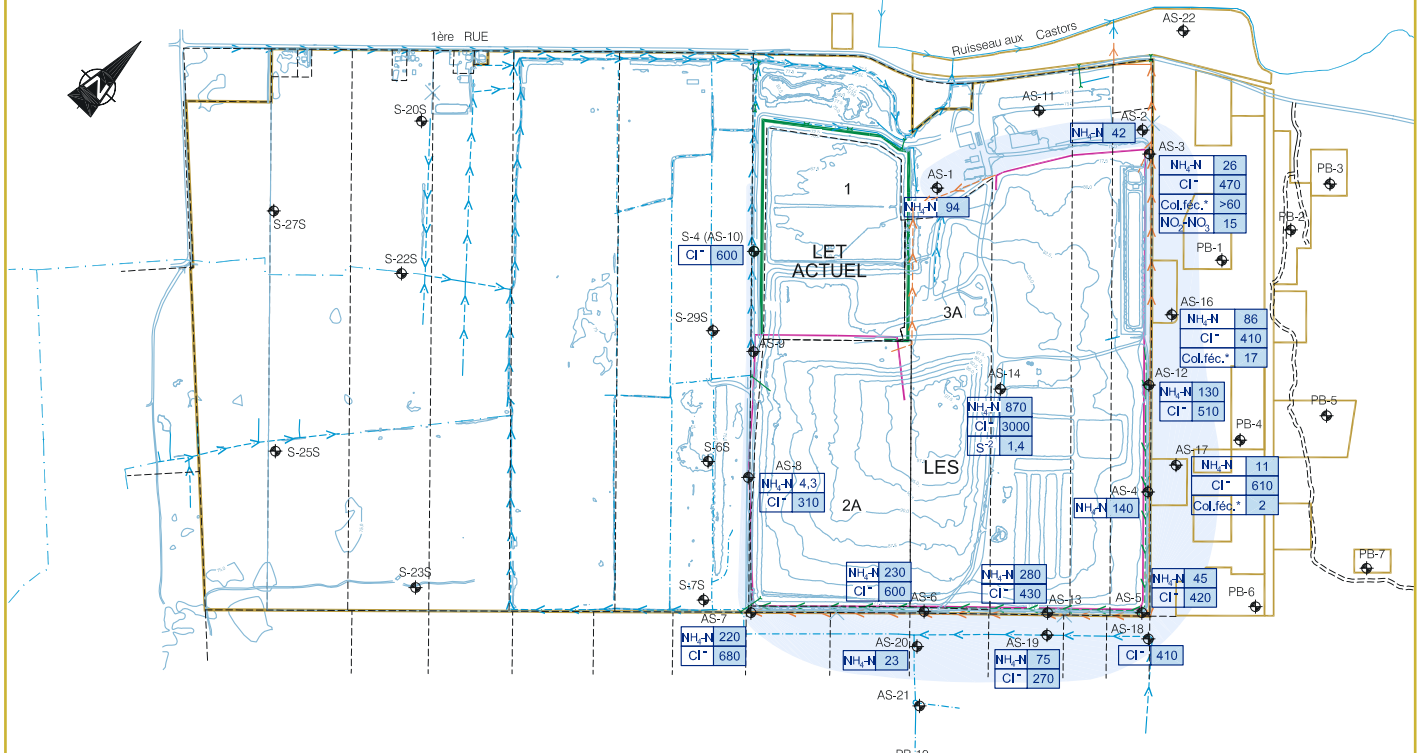 AS-22
1ère RUE
Ruisseau aux Castors
N
S-20S
AS-11
AS-2
NH₄-N 42
AS-3
NH₄-N 26
Cl⁻ 470
Col.féc.* >60
NO₂-NO₃ 15
PB-3
AS-1
NH₄-N 94
1
S-27S
PB-2
S-4 (AS-10)
Cl⁻ 600
LET
ACTUEL
PB-1
S-22S
AS-16
NH₄-N 86
Cl⁻ 410
Col.féc.* 17
3A
S-29S
AS-9
AS-14
NH₄-N 870
Cl⁻ 3000
S⁻² 1,4
AS-12
NH₄-N 130
Cl⁻ 510
PB-5
PB-4
S-25S
S-6S
AS-8
NH₄-N 4,3
Cl⁻ 310
LES
AS-17
NH₄-N 11
Cl⁻ 610
Col.féc.* 2
AS-4
NH₄-N 140
2A
PB-7
S-23S
S-7S
NH₄-N 230
Cl⁻ 600
AS-6
NH₄-N 280
Cl⁻ 430
AS-13
AS-5
NH₄-N 45
Cl⁻ 420
PB-6
AS-7
NH₄-N 220
Cl⁻ 680
AS-20
NH₄-N 23
AS-19
NH₄-N 75
Cl⁻ 270
AS-18
Cl⁻ 410
AS-21